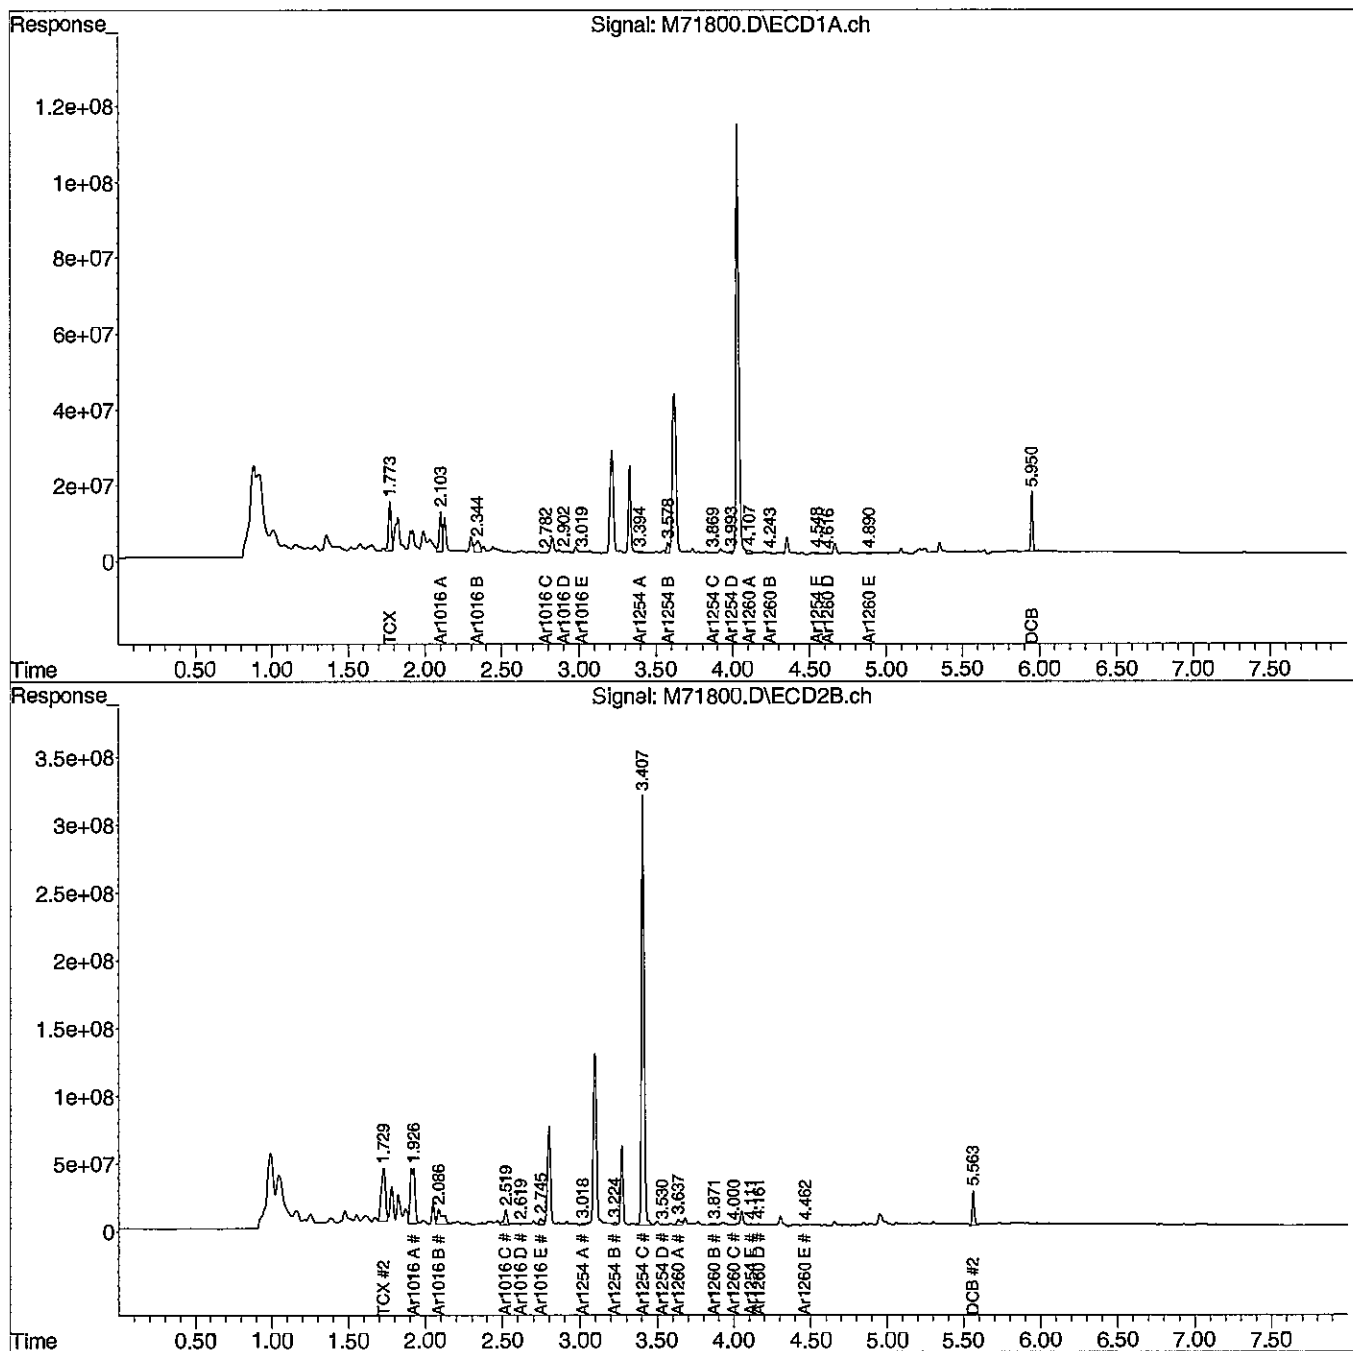 Response_
Signal: M71800.D\ECD1A.ch
1.2e+08
1e+08
8e+07
6e+07
4e+07
2e+07
0
1.773
2.103
2.344
2.782
2.902
3.019
3.394
3.578
3.869
3.993
4.107
4.243
4.548
4.616
4.890
5.950
TCX
Ar1016 A
Ar1016 B
Ar1016 C
Ar1016 D
Ar1016 E
Ar1254 A
Ar1254 B
Ar1254 C
Ar1254 D
Ar1260 A
Ar1260 B
Ar1254 E
Ar1260 D
Ar1260 E
DCB
Time
0.50 1.00 1.50 2.00 2.50 3.00 3.50 4.00 4.50 5.00 5.50 6.00 6.50 7.00 7.50
Response_
Signal: M71800.D\ECD2B.ch
3.5e+08
3e+08
2.5e+08
2e+08
1.5e+08
1e+08
5e+07
0
1.729
1.926
2.086
2.519
2.619
2.745
3.018
3.224
3.407
3.530
3.637
3.871
4.000
4.111
4.161
4.462
5.563
TCX #2
Ar1016 A #
Ar1016 B #
Ar1016 C #
Ar1016 D #
Ar1016 E #
Ar1254 A #
Ar1254 B #
Ar1254 C #
Ar1254 D #
Ar1260 A #
Ar1260 B #
Ar1260 C #
Ar1254 E #
Ar1260 D #
Ar1260 E #
DCB #2
Time
0.50 1.00 1.50 2.00 2.50 3.00 3.50 4.00 4.50 5.00 5.50 6.00 6.50 7.00 7.50